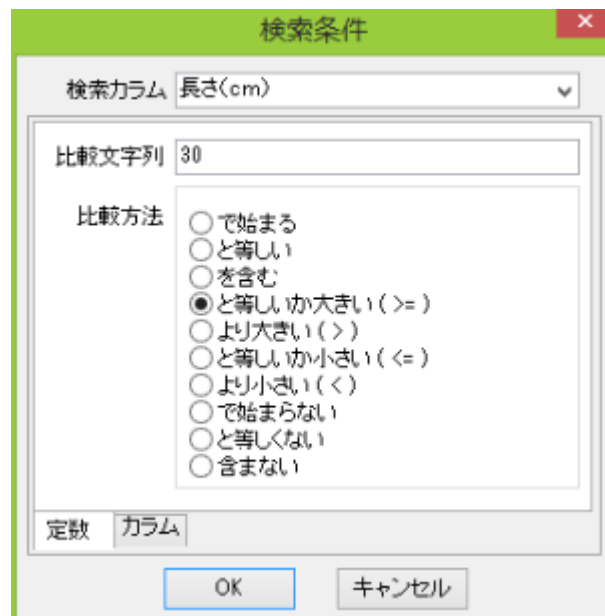 検索条件
検索カラム 長さ(cm)
比較文字列 30
比較方法
で始まる
と等しい
を含む
と等しいか大きい ( >= )
より大きい ( > )
と等しいか小さい ( <= )
より小さい ( < )
で始まらない
と等しくない
含まない
定数 カラム
OK キャンセル